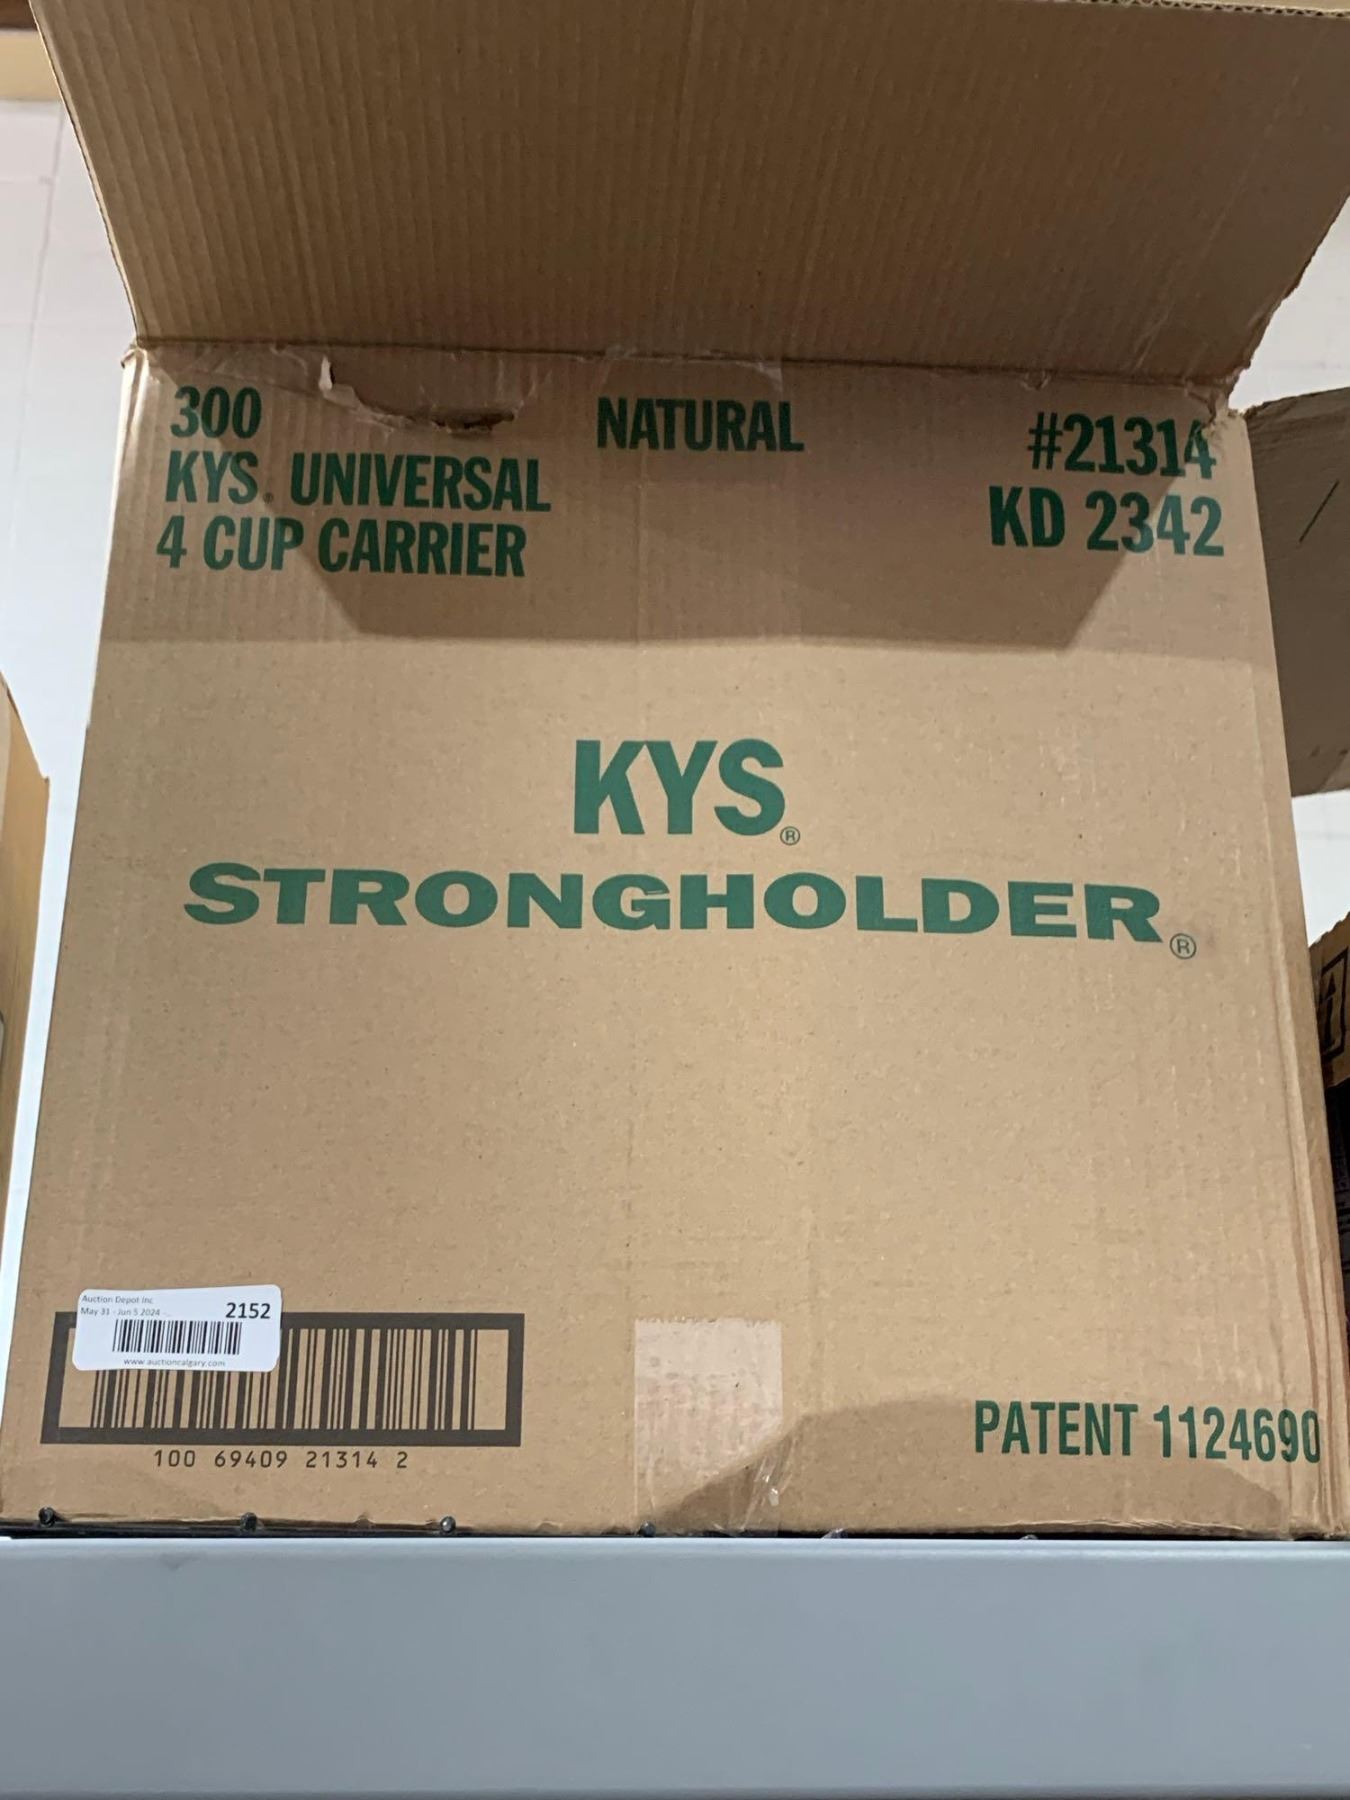 300
NATURAL
#21314
KYS® UNIVERSAL
KD 2342
4 CUP CARRIER
KYS®
STRONGHOLDER®
Auction Depot Inc
May 31 - Jun 5 2024 -...
2152
www.auctioncalgary.com
100 69409 21314 2
PATENT 1124690